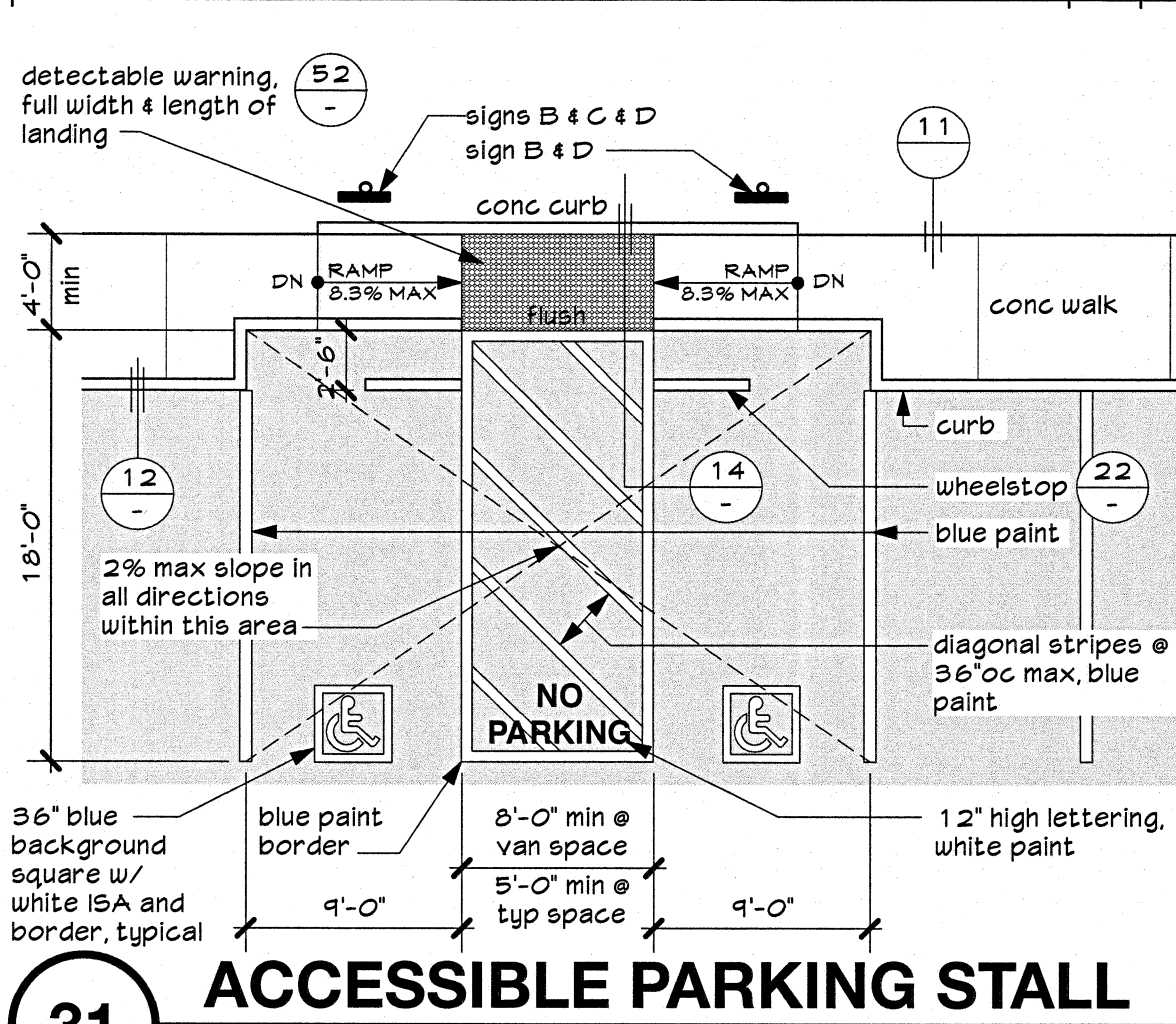 detectable warning,
full width & length of
landing
52
-
signs B & C & D
sign B & D
11
conc curb
4'-0"
min
DN
RAMP
8.3% MAX
RAMP
8.3% MAX
DN
flush
conc walk
2'-6"
curb
12
-
14
-
wheelstop
22
-
blue paint
18'-0"
2% max slope in
all directions
within this area
diagonal stripes @
36"oc max, blue
paint
NO
PARKING
36" blue
background
square w/
white ISA and
border, typical
blue paint
border
8'-0" min @
van space
5'-0" min @
typ space
9'-0"
9'-0"
12" high lettering,
white paint
31
ACCESSIBLE PARKING STALL